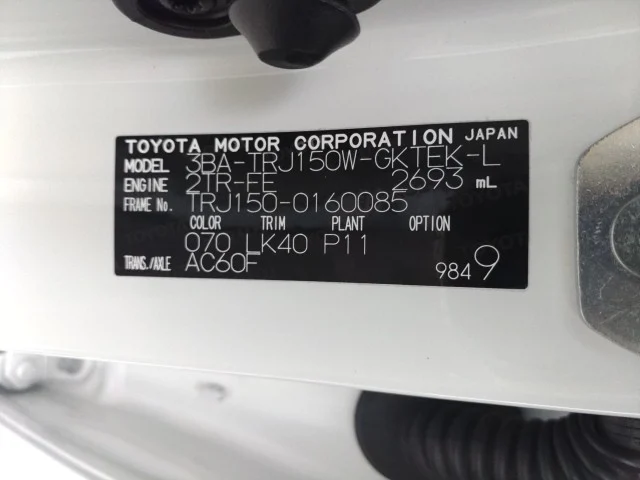 TOYOTA MOTOR CORPORATION JAPAN
MODEL 3BA-TRJ150W-GKTEK-L
ENGINE 2TR-FE 2693 mL
FRAME No. TRJ150-0160085
COLOR TRIM PLANT OPTION
070 LK40 P11
TRANS./AXLE AC60F
9849